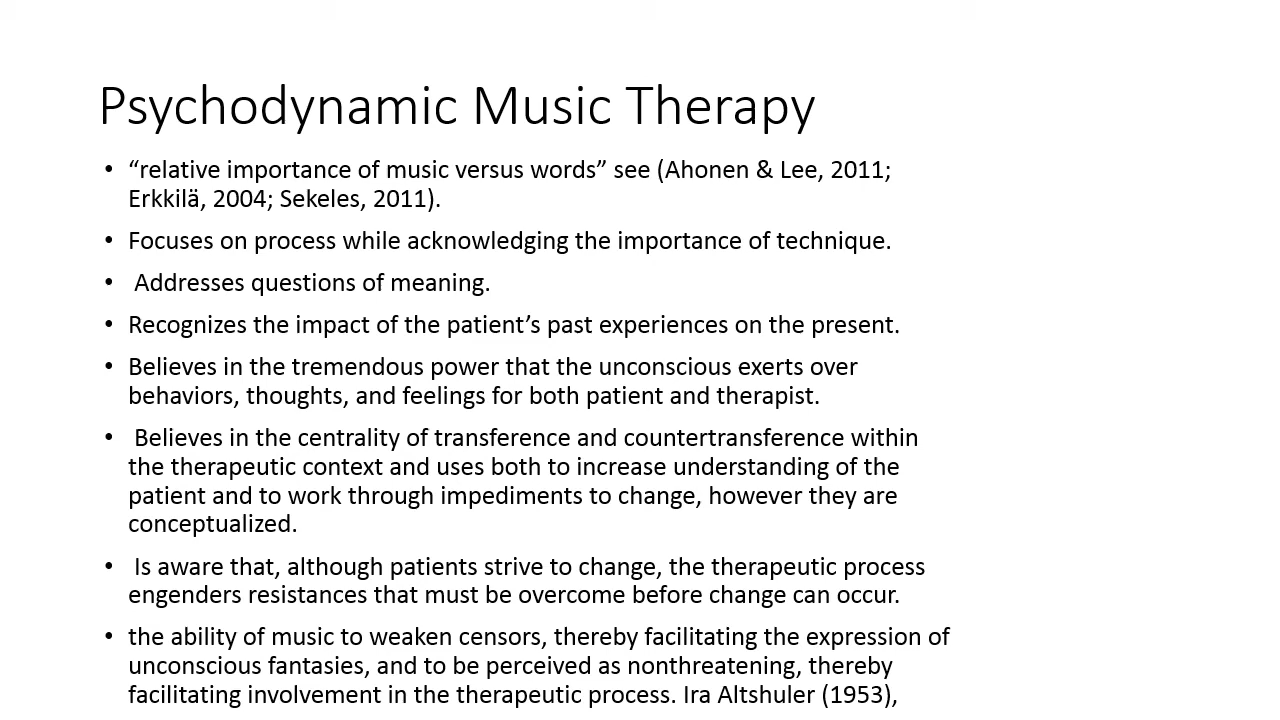 Psychodynamic Music Therapy
• “relative importance of music versus words” see (Ahonen & Lee, 2011;
Erkkilä, 2004; Sekeles, 2011).
• Focuses on process while acknowledging the importance of technique.
• Addresses questions of meaning.
• Recognizes the impact of the patient’s past experiences on the present.
• Believes in the tremendous power that the unconscious exerts over
behaviors, thoughts, and feelings for both patient and therapist.
• Believes in the centrality of transference and countertransference within
the therapeutic context and uses both to increase understanding of the
patient and to work through impediments to change, however they are
conceptualized.
• Is aware that, although patients strive to change, the therapeutic process
engenders resistances that must be overcome before change can occur.
• the ability of music to weaken censors, thereby facilitating the expression of
unconscious fantasies, and to be perceived as nonthreatening, thereby
facilitating involvement in the therapeutic process. Ira Altshuler (1953),